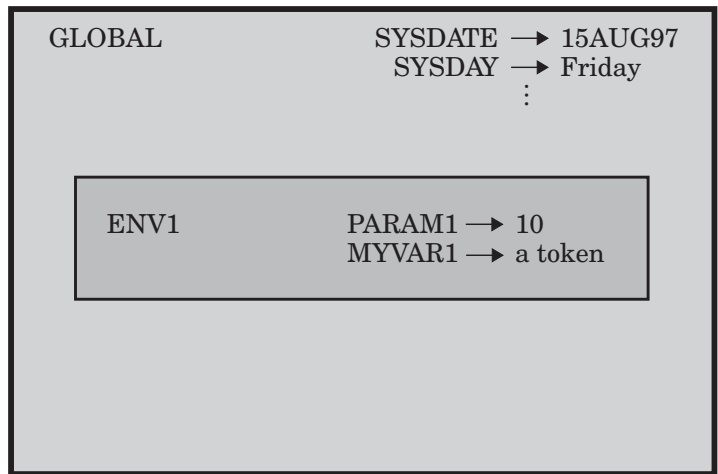 GLOBAL SYSDATE → 15AUG97
SYSDAY → Friday
⋮
ENV1 PARAM1 → 10
MYVAR1 → a token